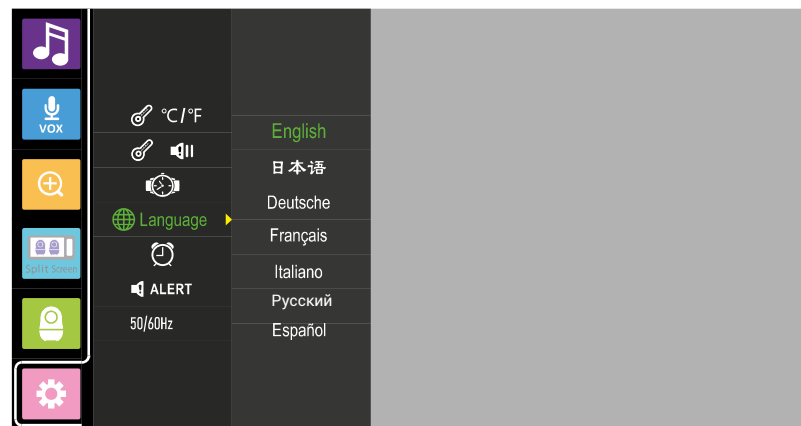 VOX
Split Screen
°C/°F
Language
ALERT
50/60Hz
English
日本语
Deutsche
Français
Italiano
Русский
Español